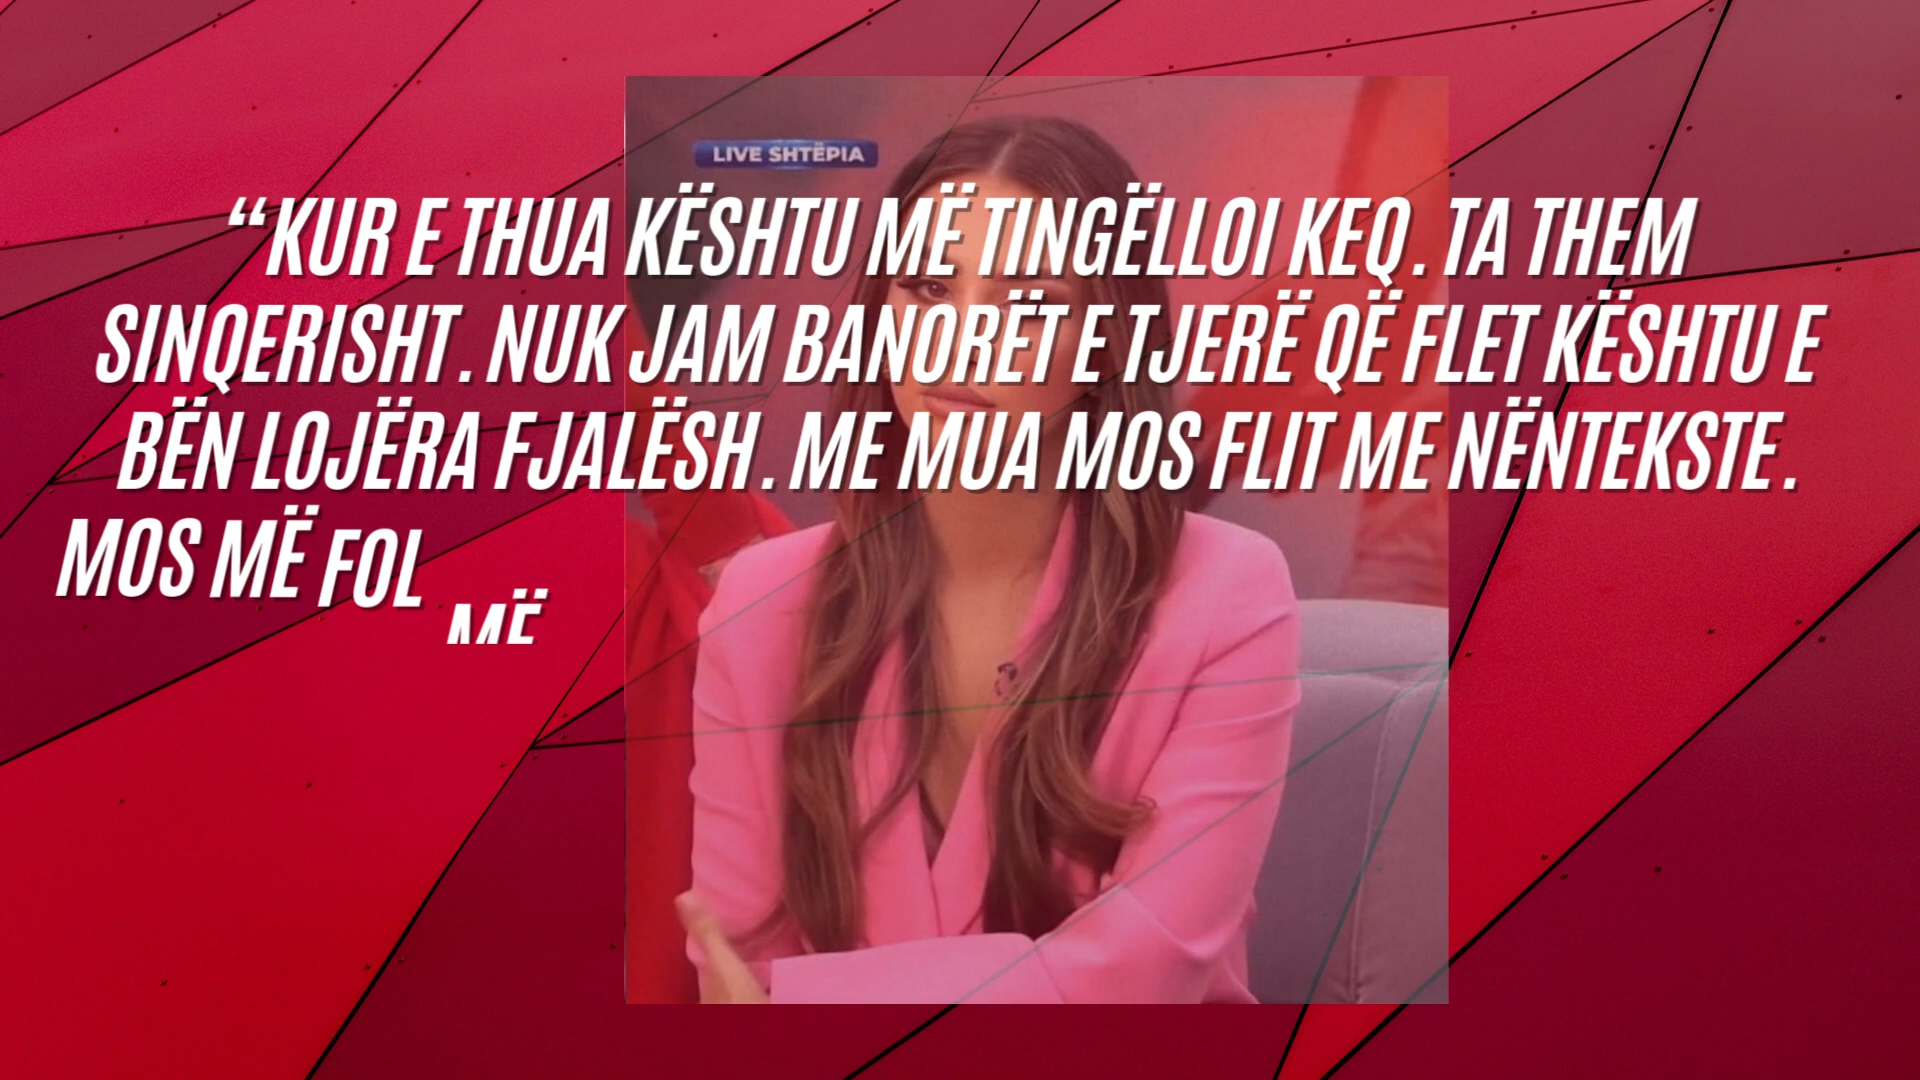 LIVE SHTËPIA
“KUR E THUA KËSHTU MË TINGËLLOI KEQ. TA THEM
SINQERISHT. NUK JAM BANORËT E TJERË QË FLET KËSHTU E
BËN LOJËRA FJALËSH. ME MUA MOS FLIT ME NËNTEKSTE.
MOS MË FOL MË